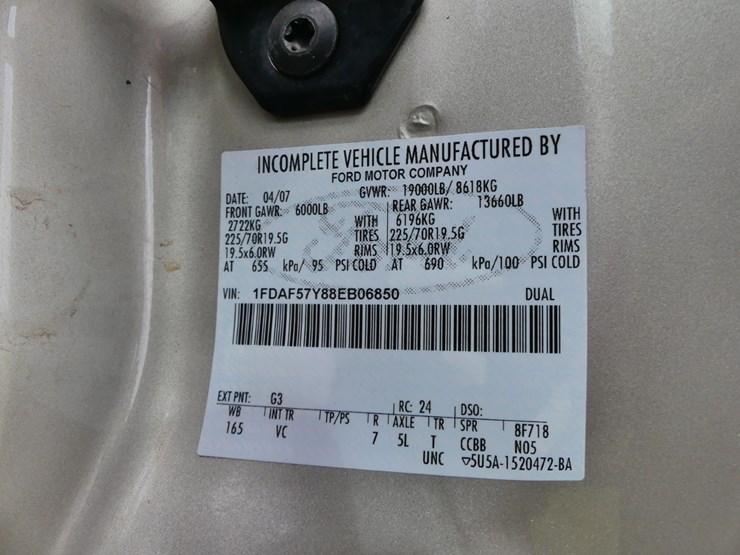 INCOMPLETE VEHICLE MANUFACTURED BY
FORD MOTOR COMPANY
DATE: 04/07 GVWR: 19000LB/ 8618KG
FRONT GAWR: 6000LB REAR GAWR: 13660LB
2722KG WITH 6196KG WITH
225/70R19.5G TIRES 225/70R19.5G TIRES
19.5x6.0RW RIMS 19.5x6.0RW RIMS
AT 655 kPa/ 95 PSI COLD AT 690 kPa/100 PSI COLD
VIN: 1FDAF57Y88EB06850 DUAL
EXT PNT: G3 RC: 24 DSO:
WB INT TR TP/PS R AXLE TR SPR 8F718
165 VC 7 5L T CCBB N05
UNC ▽5U5A-1520472-BA